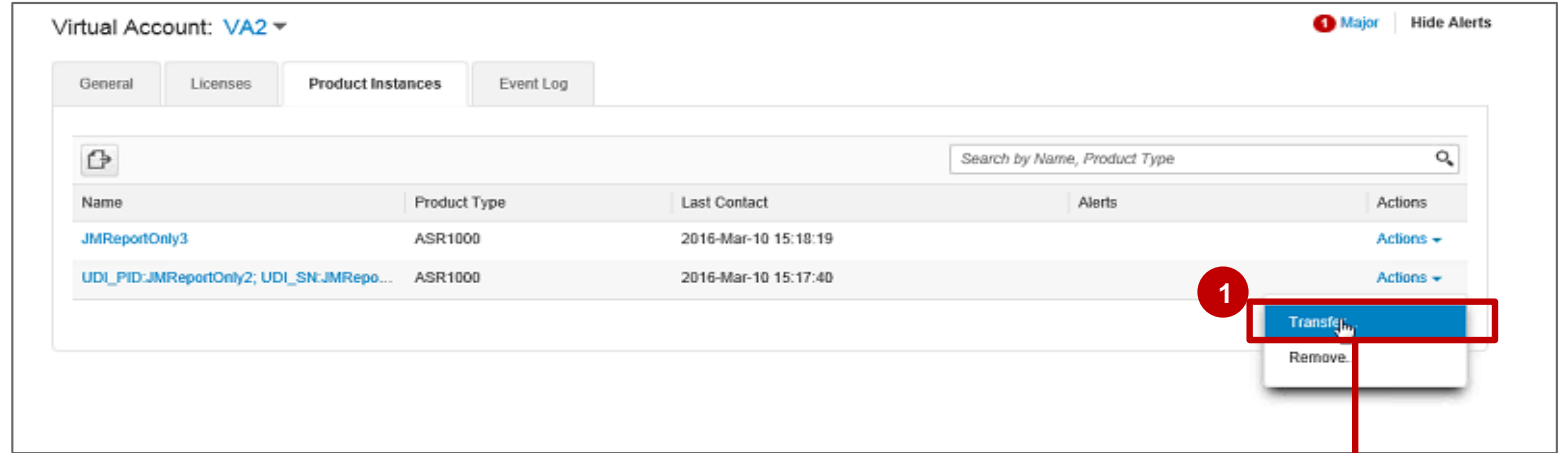 Virtual Account: VA2
1 Major Hide Alerts
General Licenses Product Instances Event Log
Search by Name, Product Type
Name Product Type Last Contact Alerts Actions
JMReportOnly3 ASR1000 2016-Mar-10 15:18:19 Actions
UDI_PID:JMReportOnly2; UDI_SN:JMRepo... ASR1000 2016-Mar-10 15:17:40 Actions
1
Transfer...
Remove...